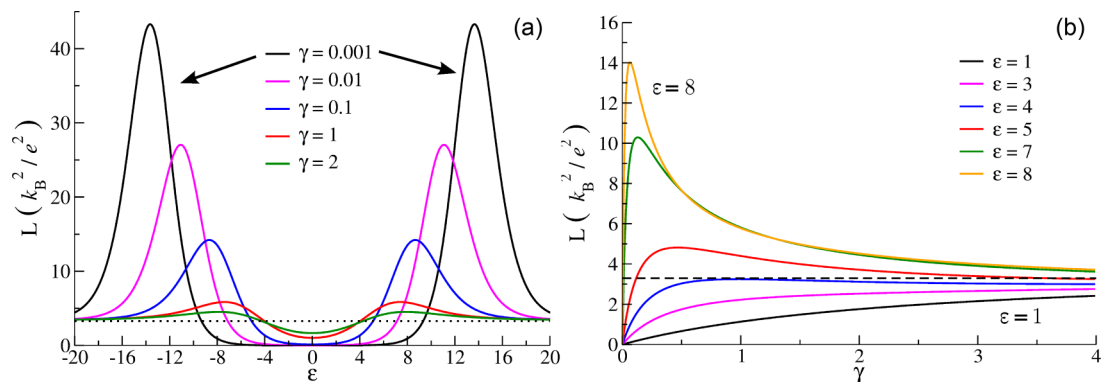 (a)
L ( k_B^2 / e^2 )
40
30
20
10
0
γ = 0.001
γ = 0.01
γ = 0.1
γ = 1
γ = 2
-20 -16 -12 -8 -4 0 4 8 12 16 20
ε
(b)
L ( k_B^2 / e^2 )
16
14
12
10
8
6
4
2
0
ε = 8
ε = 1
ε = 3
ε = 4
ε = 5
ε = 7
ε = 8
ε = 1
0 1 2 3 4
γ